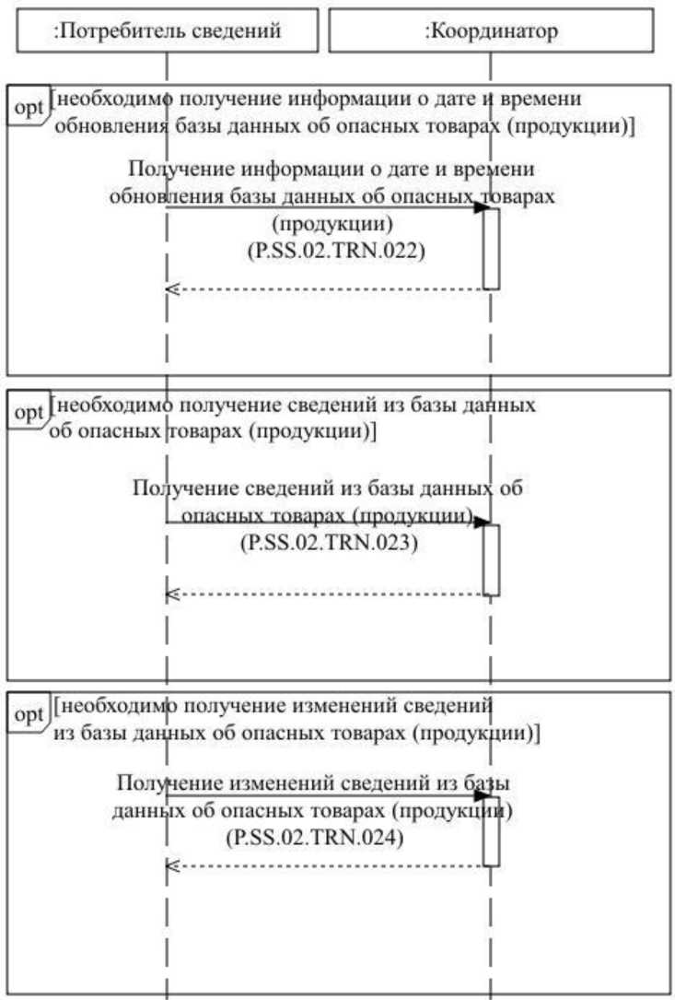 :Потребитель сведений
:Координатор
opt
[необходимо получение информации о дате и времени
обновления базы данных об опасных товарах (продукции)]
Получение информации о дате и времени
обновления базы данных об опасных товарах
(продукции)
(P.SS.02.TRN.022)
opt
[необходимо получение сведений из базы данных
об опасных товарах (продукции)]
Получение сведений из базы данных об
опасных товарах (продукции)
(P.SS.02.TRN.023)
opt
[необходимо получение изменений сведений
из базы данных об опасных товарах (продукции)]
Получение изменений сведений из базы
данных об опасных товарах (продукции)
(P.SS.02.TRN.024)